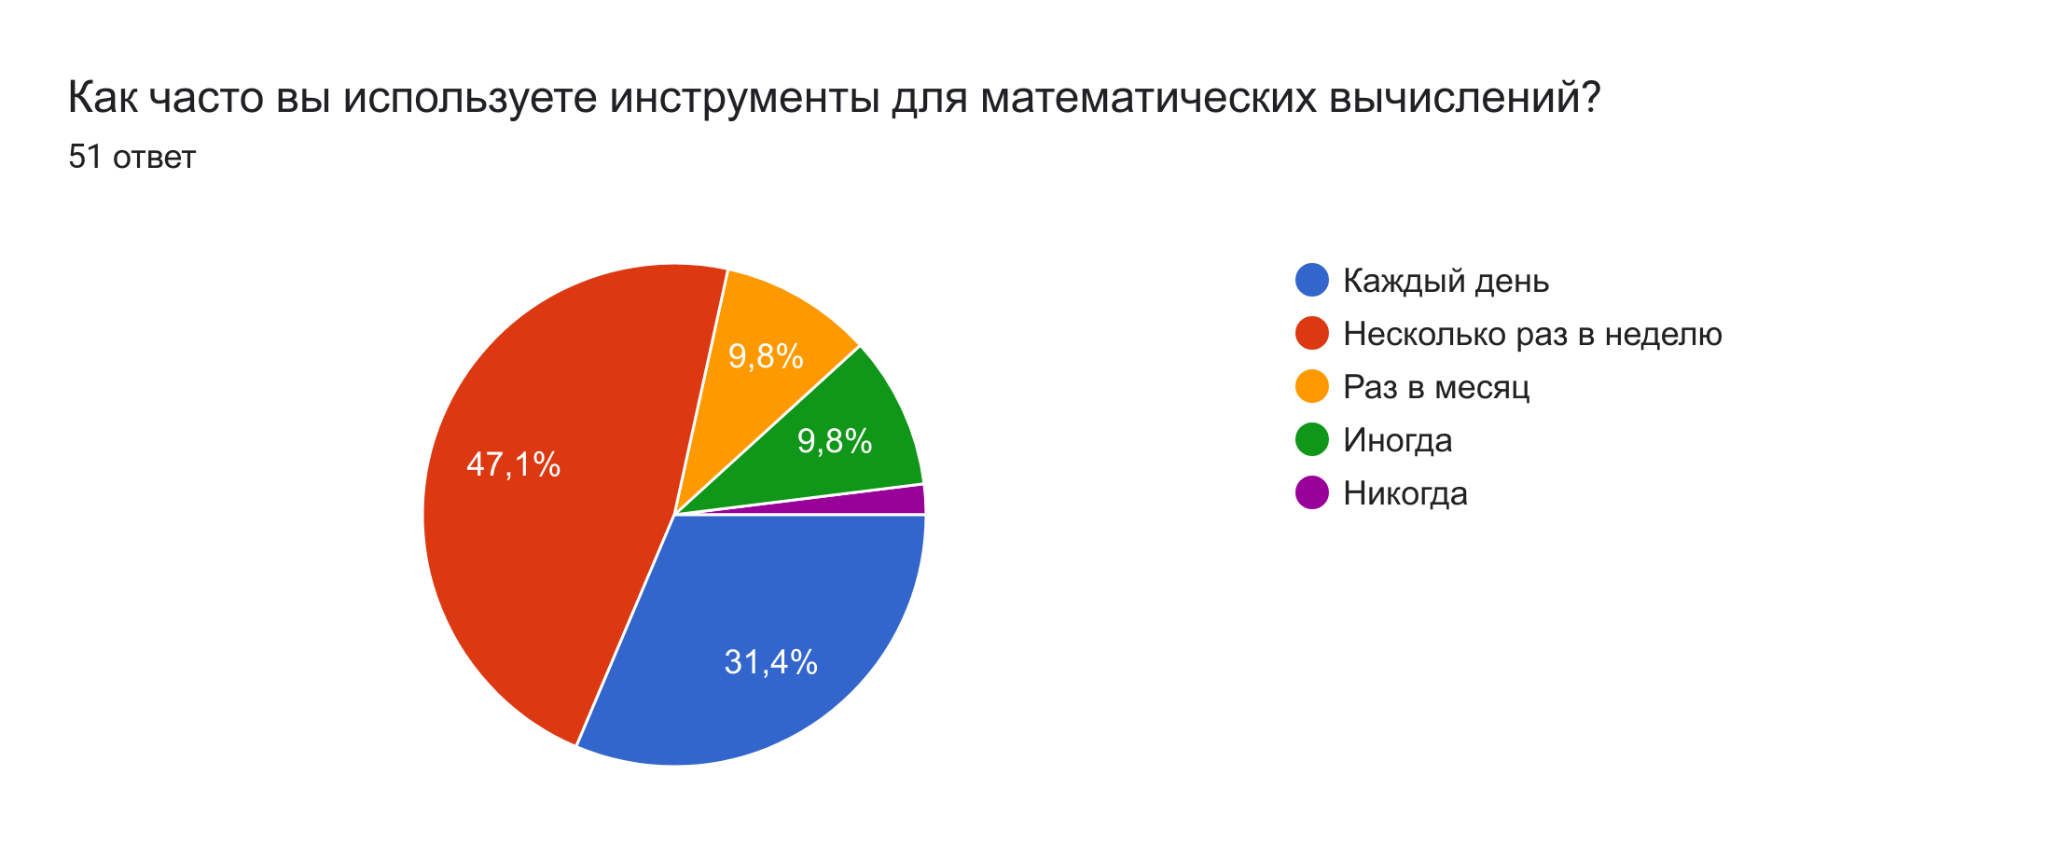 Как часто вы используете инструменты для математических вычислений?
51 ответ
Каждый день
Несколько раз в неделю
Раз в месяц
Иногда
Никогда
9,8%
9,8%
47,1%
31,4%